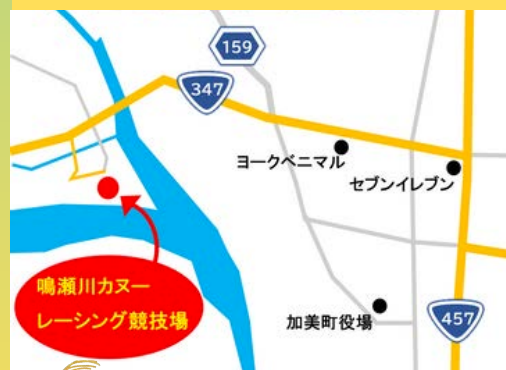 159
347
ヨークベニマル
セブンイレブン
鳴瀬川カヌー
レーシング競技場
加美町役場
457